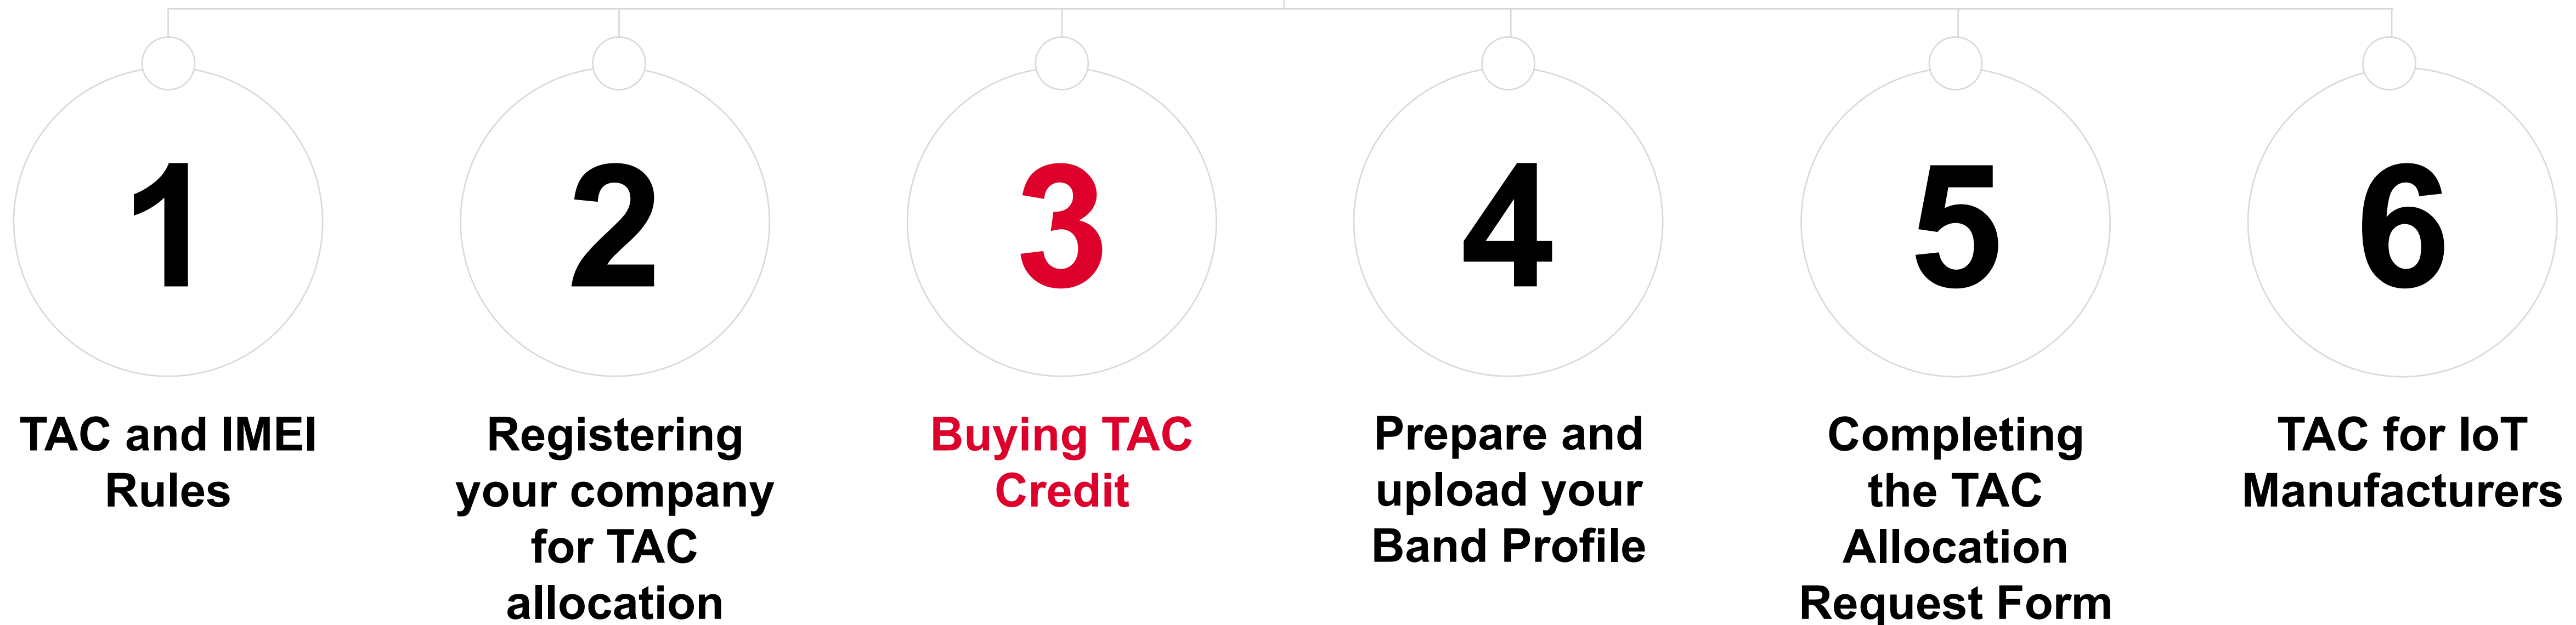 1
TAC and IMEI
Rules
2
Registering
your company
for TAC
allocation
3
Buying TAC
Credit
4
Prepare and
upload your
Band Profile
5
Completing
the TAC
Allocation
Request Form
6
TAC for IoT
Manufacturers